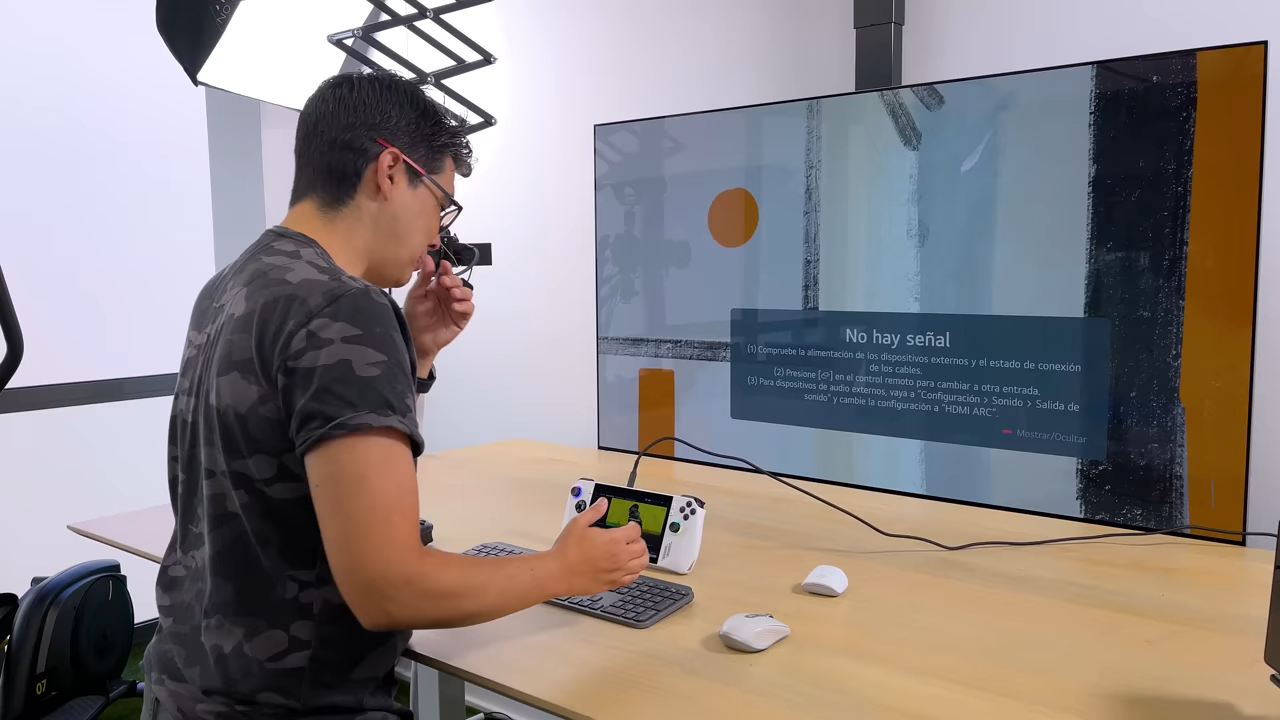 No hay señal
(1) Compruebe la alimentación de los dispositivos externos y el estado de conexión
de los cables.
(2) Presione [] en el control remoto para cambiar a otra entrada.
(3) Para dispositivos de audio externos, vaya a "Configuración > Sonido > Salida de
sonido" y cambie la configuración a "HDMI ARC".
Mostrar/Ocultar
07